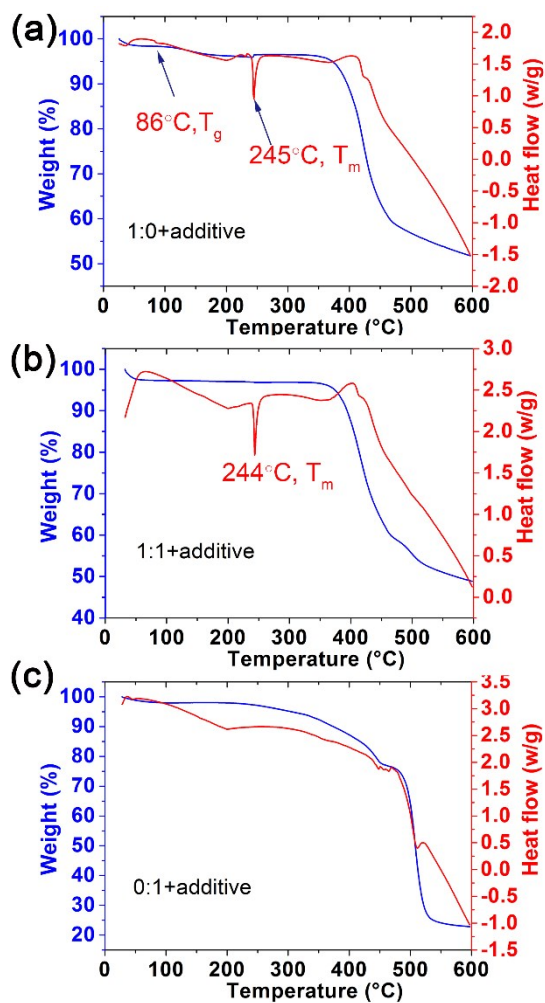 (a)
100
90
80
70
60
50
Weight (%)
2.0
1.5
1.0
0.5
0.0
-0.5
-1.0
-1.5
-2.0
Heat flow (w/g)
86°C,Tg
245°C, Tm
1:0+additive
0 100 200 300 400 500 600
Temperature (°C)
(b)
100
90
80
70
60
50
40
Weight (%)
3.0
2.5
2.0
1.5
1.0
0.5
0.0
Heat flow (w/g)
244°C, Tm
1:1+additive
0 100 200 300 400 500 600
Temperature (°C)
(c)
100
90
80
70
60
50
40
30
20
Weight (%)
3.5
3.0
2.5
2.0
1.5
1.0
0.5
0.0
-0.5
-1.0
-1.5
Heat flow (w/g)
0:1+additive
0 100 200 300 400 500 600
Temperature (°C)